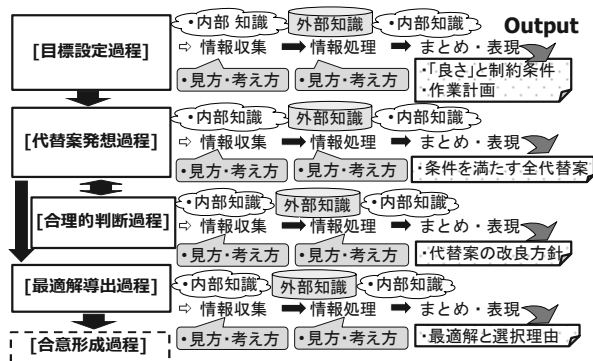 ・内部 知識 外部知識 ・内部知識 Output
[目標設定過程] ⇨ 情報収集 ➡ 情報処理 ➡ まとめ・表現
・見方・考え方 ・見方・考え方
・「良さ」と制約条件
・作業計画
・内部知識 外部知識 ・内部知識
[代替案発想過程] ⇨ 情報収集 ➡ 情報処理 ➡ まとめ・表現
・見方・考え方 ・見方・考え方 ・条件を満たす全代替案
・内部知識 外部知識 ・内部知識
[合理的判断過程] ⇨ 情報収集 ➡ 情報処理 ➡ まとめ・表現
・見方・考え方 ・見方・考え方 ・代替案の改良方針
・内部知識 外部知識 ・内部知識
[最適解導出過程] ⇨ 情報収集 ➡ 情報処理 ➡ まとめ・表現
・見方・考え方 ・見方・考え方 ・最適解と選択理由
[合意形成過程]